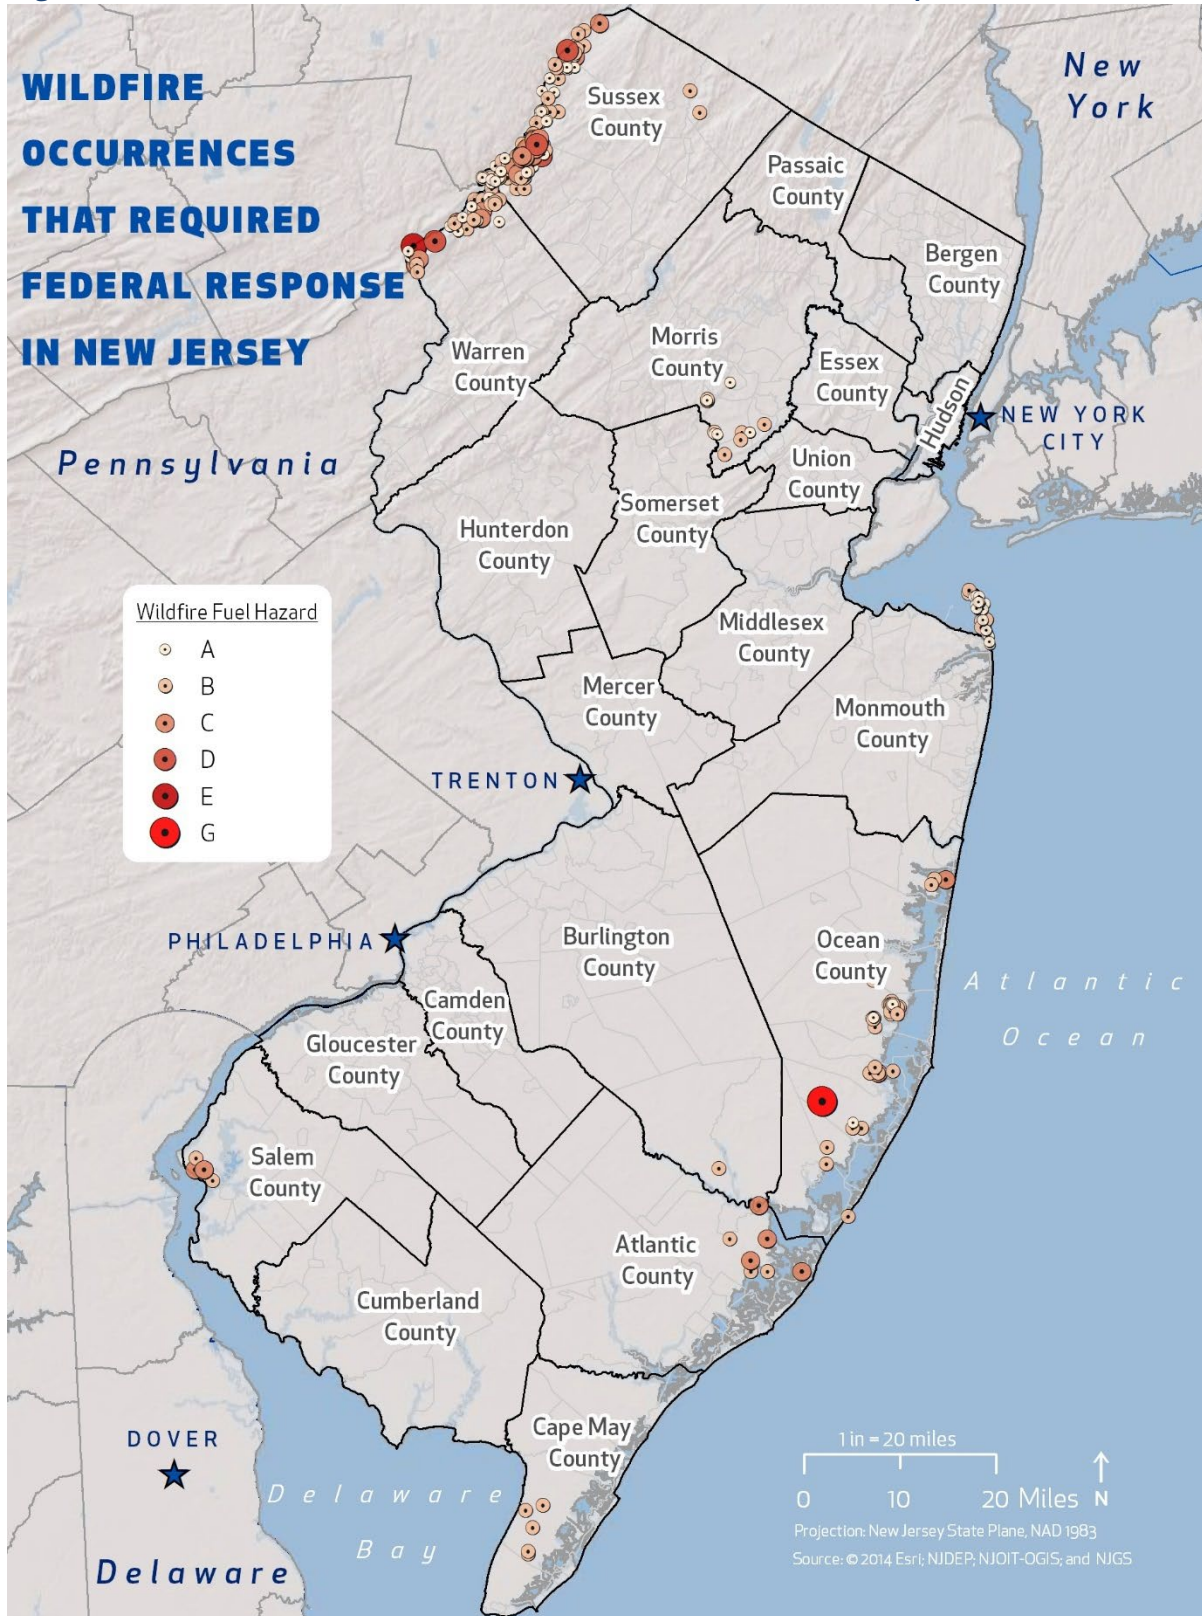 WILDFIRE
OCCURRENCES
THAT REQUIRED
FEDERAL RESPONSE
IN NEW JERSEY
New
York
Sussex
County
Passaic
County
Bergen
County
Morris
County
Essex
County
Warren
County
Hudson
NEW YORK
CITY
Pennsylvania
Union
County
Somerset
County
Hunterdon
County
Wildfire Fuel Hazard
A
B
C
D
E
G
Middlesex
County
Mercer
County
Monmouth
County
TRENTON
PHILADELPHIA
Burlington
County
Ocean
County
Atlantic
Ocean
Camden
County
Gloucester
County
Salem
County
Atlantic
County
Cumberland
County
Cape May
County
DOVER
Delaware
Bay
Delaware
1 in = 20 miles
0 10 20 Miles N
Projection: New Jersey State Plane, NAD 1983
Source: © 2014 Esri; NJDEP; NJOIT-OGIS; and NJGS